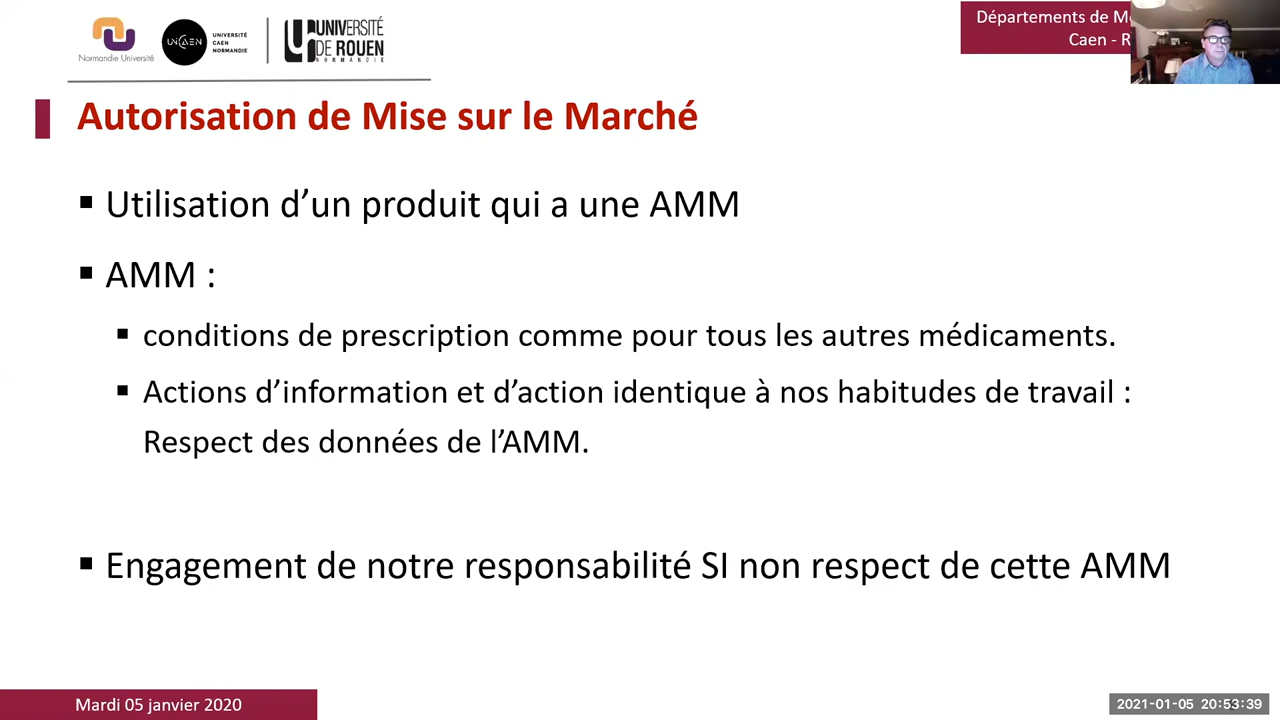 Normandie Université
UNICAEN
UNIVERSITÉ
CAEN
NORMANDIE
UNIVERSITÉ
DE ROUEN
NORMANDIE
Départements de
Caen -
Autorisation de Mise sur le Marché
▪ Utilisation d’un produit qui a une AMM
▪ AMM :
▪ conditions de prescription comme pour tous les autres médicaments.
▪ Actions d’information et d’action identique à nos habitudes de travail :
Respect des données de l’AMM.
▪ Engagement de notre responsabilité SI non respect de cette AMM
Mardi 05 janvier 2020
2021-01-05 20:53:39